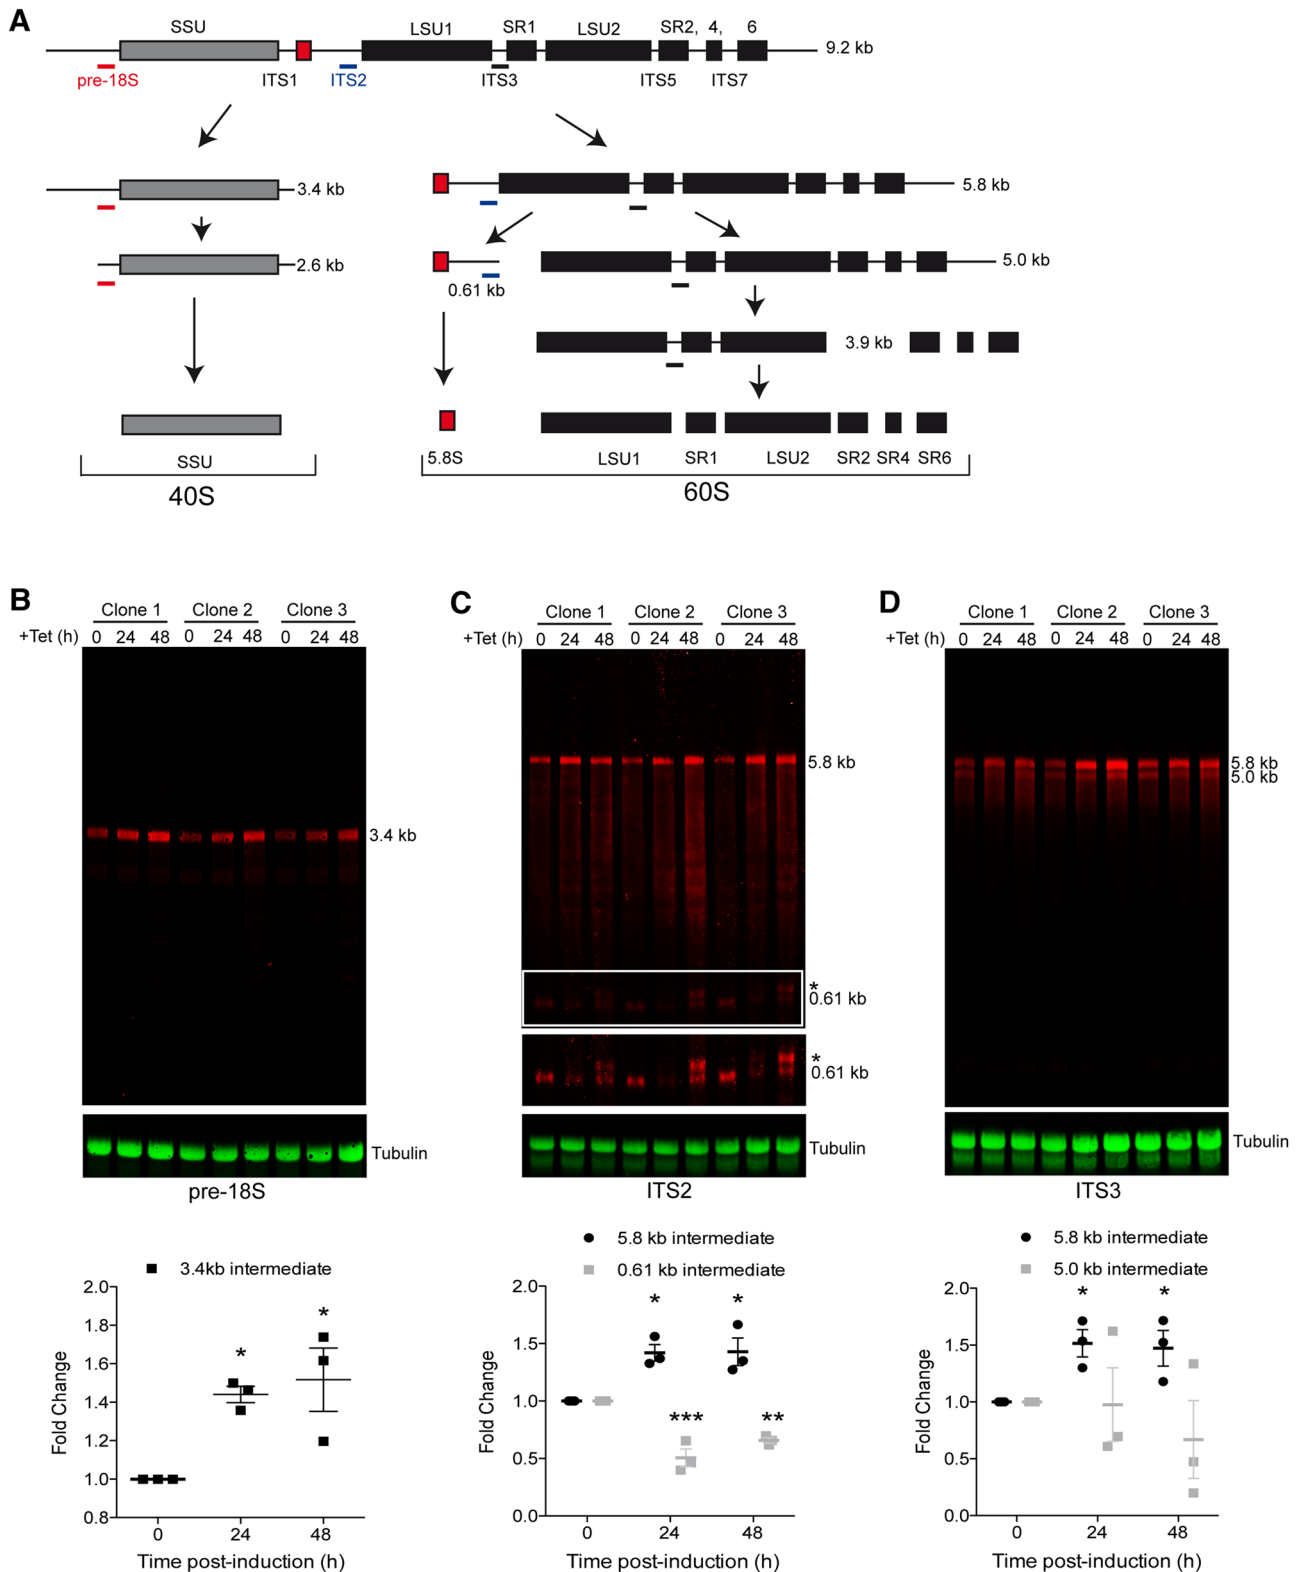 A
SSU
LSU1
SR1
LSU2
SR2,
4,
6
9.2 kb
pre-18S
ITS1
ITS2
ITS3
ITS5
ITS7
3.4 kb
5.8 kb
2.6 kb
0.61 kb
5.0 kb
3.9 kb
SSU
5.8S
LSU1
SR1
LSU2
SR2
SR4
SR6
40S
60S
B
Clone 1
Clone 2
Clone 3
+Tet (h)
0 24 48 0 24 48 0 24 48
3.4 kb
Tubulin
pre-18S
3.4kb intermediate
2.0
1.8
1.6
1.4
1.2
1.0
0.8
Fold Change
*
*
0
24
48
Time post-induction (h)
C
Clone 1
Clone 2
Clone 3
+Tet (h)
0 24 48 0 24 48 0 24 48
5.8 kb
*
0.61 kb
*
0.61 kb
Tubulin
ITS2
5.8 kb intermediate
0.61 kb intermediate
2.0
1.5
1.0
0.5
0.0
Fold Change
*
*
***
**
0
24
48
Time post-induction (h)
D
Clone 1
Clone 2
Clone 3
+Tet (h)
0 24 48 0 24 48 0 24 48
5.8 kb
5.0 kb
Tubulin
ITS3
5.8 kb intermediate
5.0 kb intermediate
2.0
1.5
1.0
0.5
0.0
Fold Change
*
*
0
24
48
Time post-induction (h)